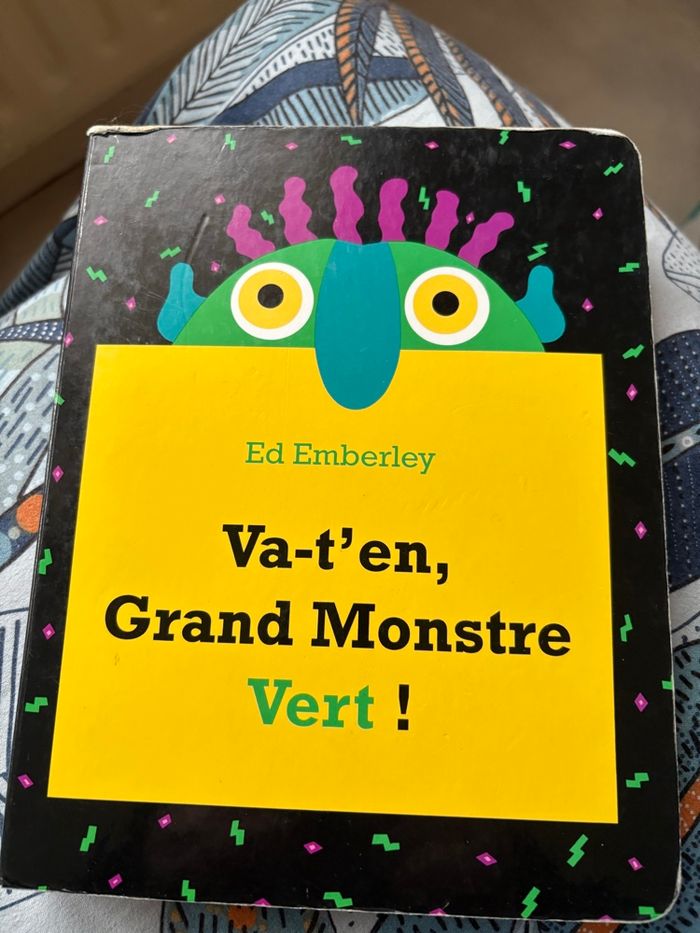 Ed Emberley
Va-t'en,
Grand Monstre
Vert !